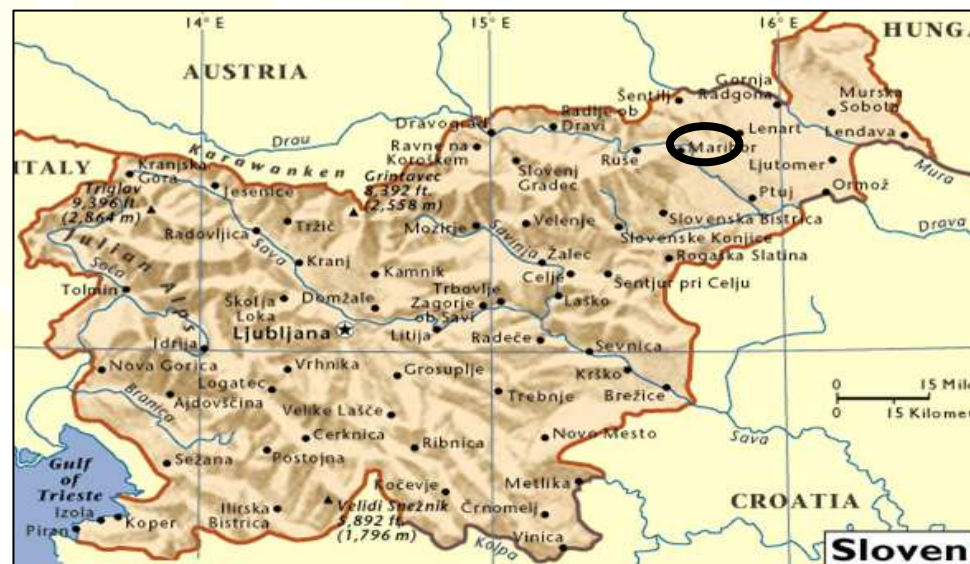 14°E
15°E
16°E
HUNGA
AUSTRIA
Gornja
Radgona
Šentilj
Murska
Sobota
Radlje ob
Dravi
Drau
Dravograd
Lenart
Lendava
Ravne na
Koroškem
Ruše
Maribor
Ljutomer
Mura
ITALY
Kranjska
Gora
Karawanken
Grintavec
8,392 ft.
(2,558 m)
Slovenj
Gradec
Jesenice
Triglav
9,396 ft.
(2,864 m)
Ptuj
Ormož
Tržič
Mozirje
Velenje
Slovenska Bistrica
Drava
Radovljica
Savinja
Slovenske Konjice
Julian Alps
Sava
Kranj
Kamnik
Žalec
Rogaška Slatina
Soča
Celje
Šentjur pri Celju
Tolmin
Škofja
Loka
Domžale
Trbovlje
Zagorje
ob Savi
Laško
Ljubljana
Litija
Radeče
Idrija
Sevnica
Nova Gorica
Vrhnika
Grosuplje
Krško
Logatec
Ajdovščina
Branica
Trebnje
Brežice
0 15 Mile
0 15 Kilome
Velike Lašče
Cerknica
Ribnica
Novo Mesto
Sava
Sežana
Postojna
Gulf
of
Trieste
Kočevje
Metlika
CROATIA
Izola
Koper
Piran
Ilirska
Bistrica
Velidi Snežnik
5,892 ft.
(1,796 m)
Črnomelj
Kolpa
Vinica
Sloven